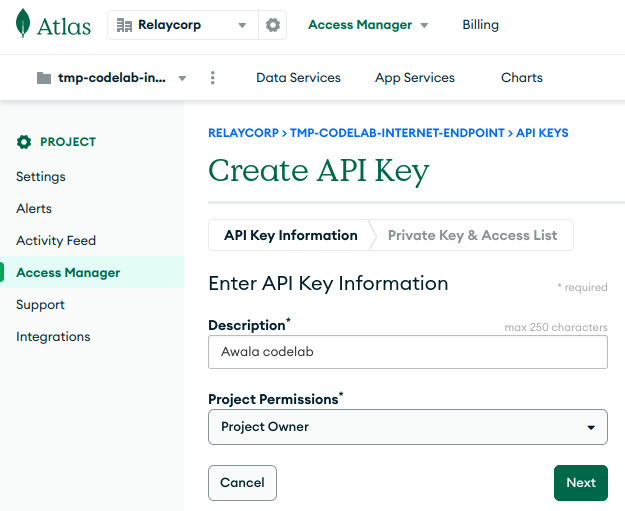 Atlas Relaycorp Access Manager Billing
tmp-codelab-in... Data Services App Services Charts
PROJECT
Settings
Alerts
Activity Feed
Access Manager
Support
Integrations
RELAYCORP > TMP-CODELAB-INTERNET-ENDPOINT > API KEYS
Create API Key
API Key Information Private Key & Access List
Enter API Key Information * required
Description* max 250 characters
Awala codelab
Project Permissions*
Project Owner
Cancel Next